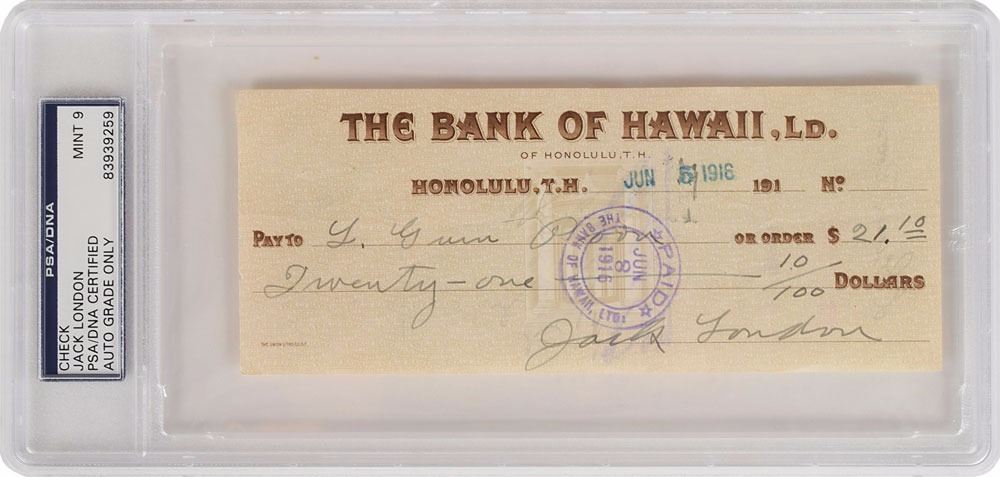 PSA/DNA
CHECK
JACK LONDON
PSA/DNA CERTIFIED
AUTO GRADE ONLY
MINT 9
83939259
THE BANK OF HAWAII, LD.
OF HONOLULU, T.H.
HONOLULU, T.H. JUN 5 1916 191 No
PAY TO L. Gum OR ORDER $ 21.10
Twenty-one 10/100 DOLLARS
Jack London
PAID
JUN
8
1916
THE BANK OF HAWAII, LTD.